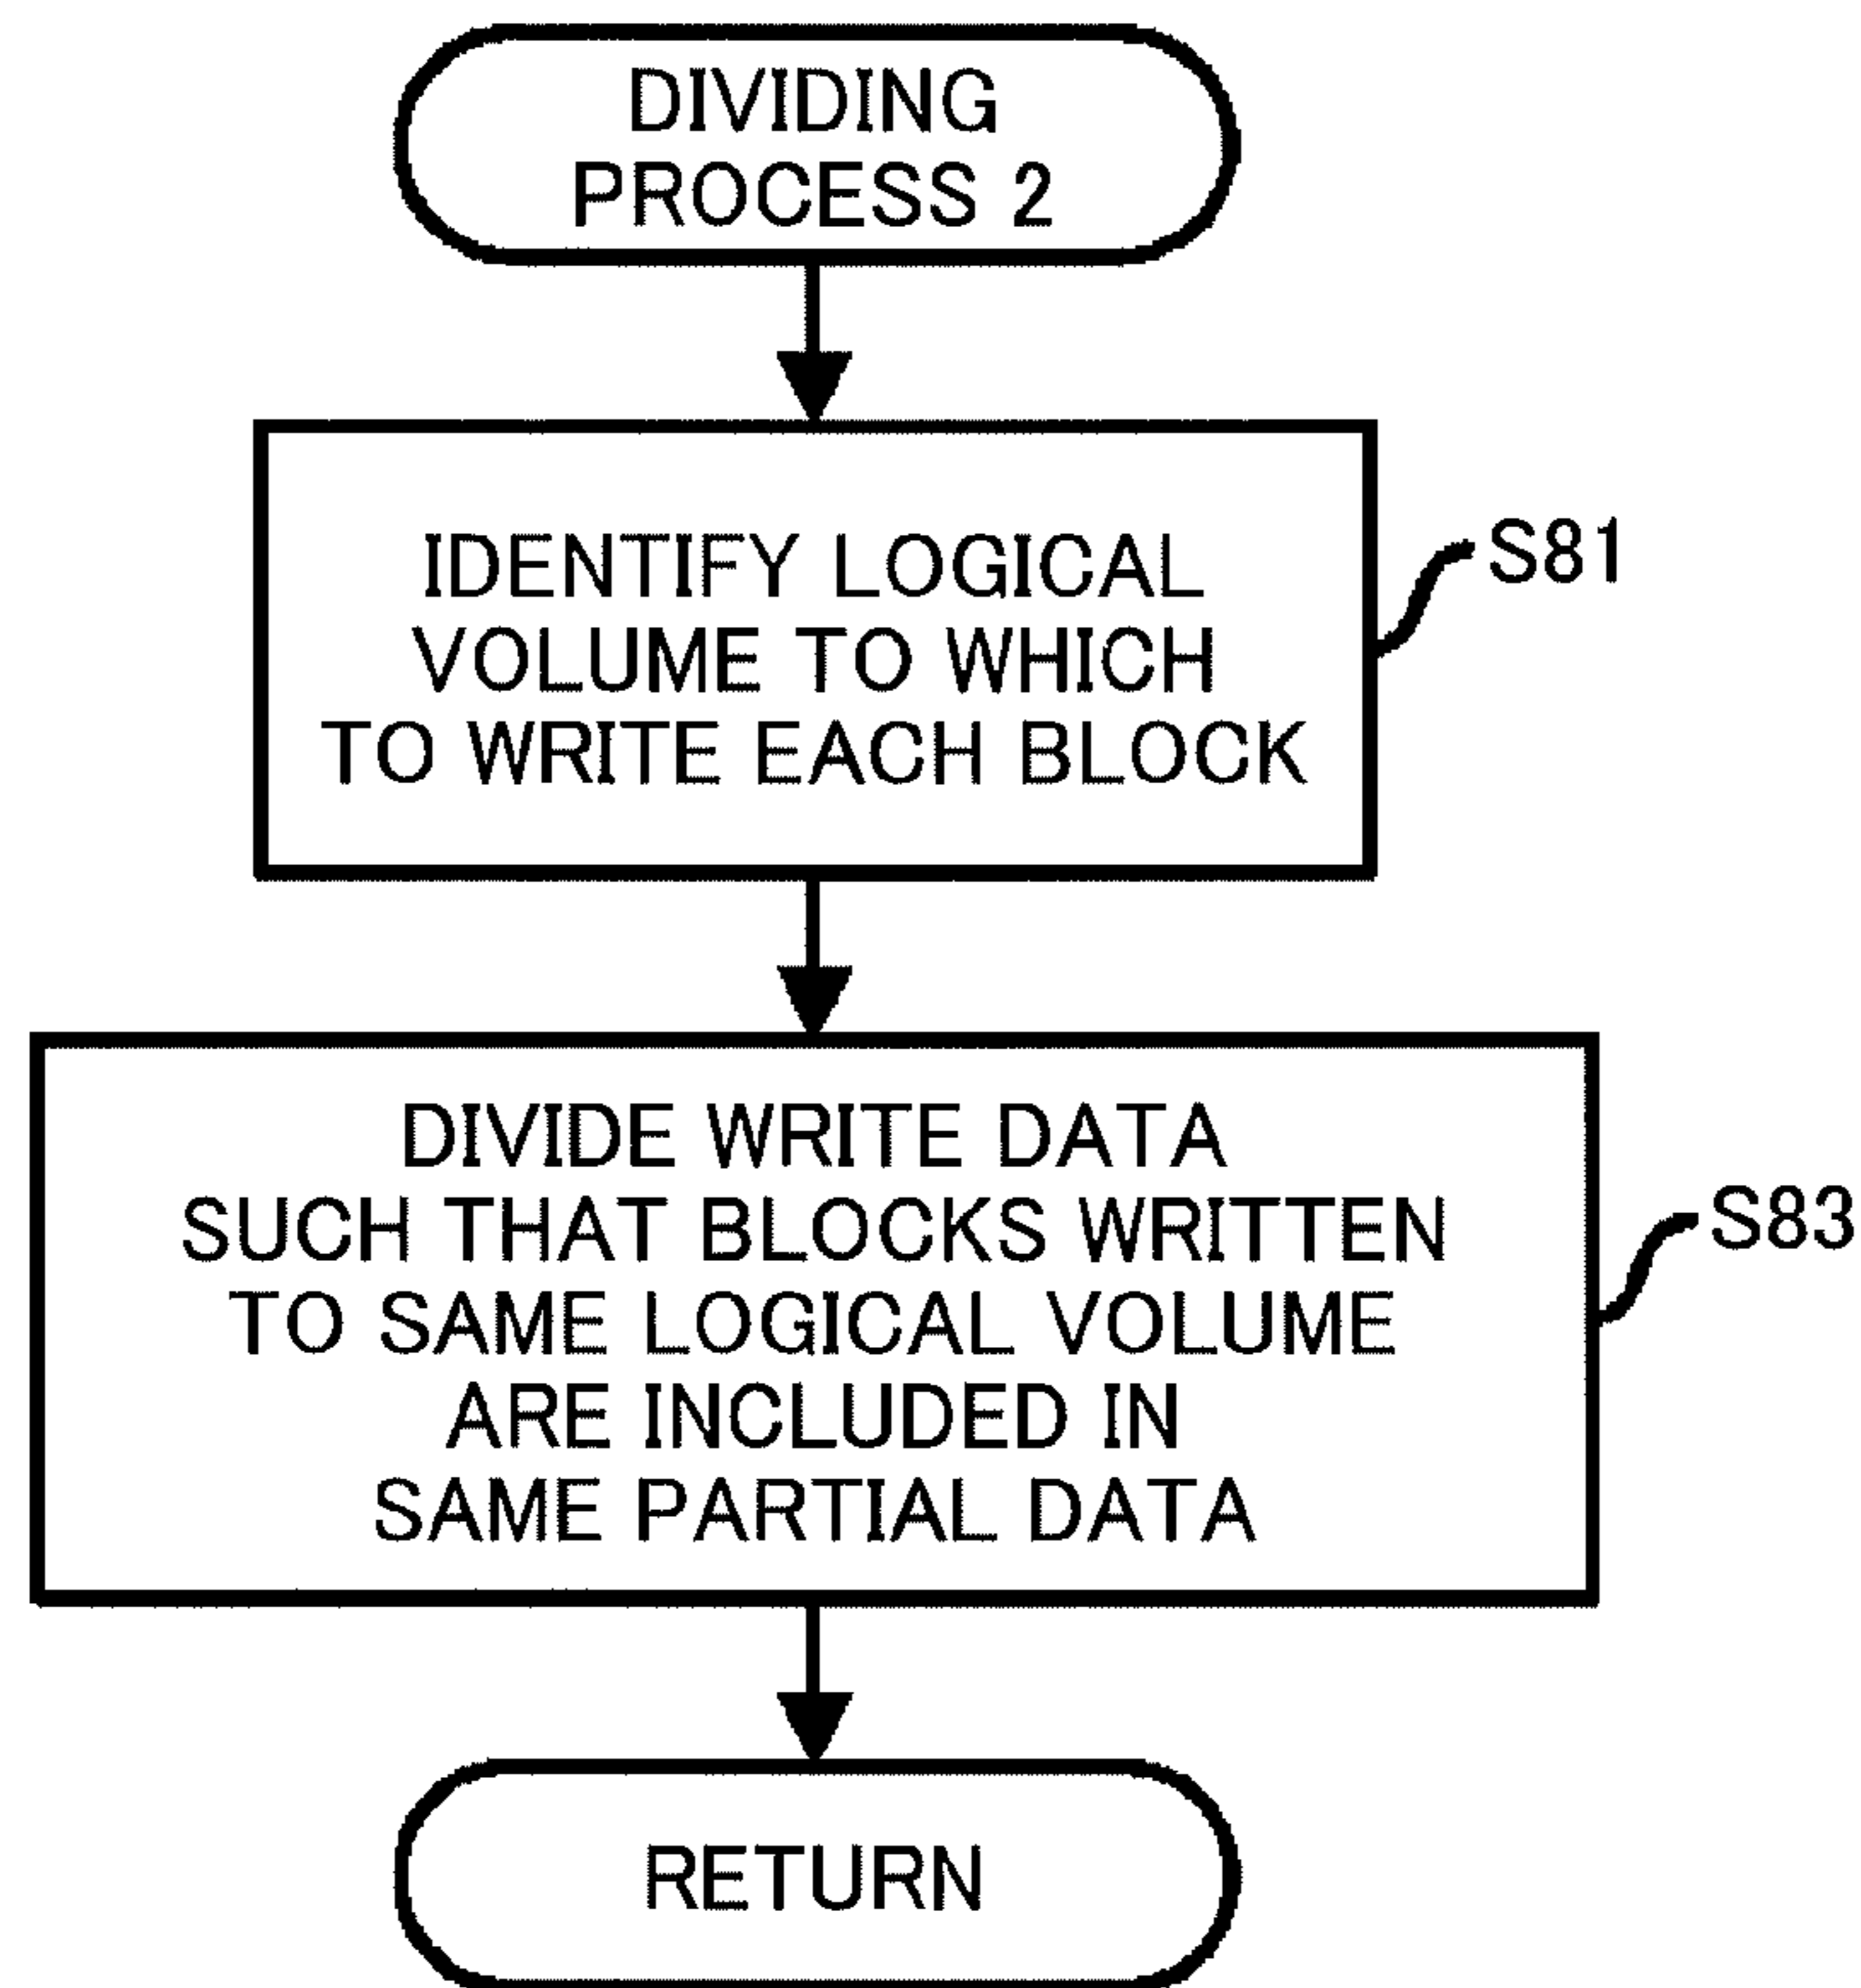 DIVIDING
PROCESS 2
IDENTIFY LOGICAL
VOLUME TO WHICH
TO WRITE EACH BLOCK
S81
DIVIDE WRITE DATA
SUCH THAT BLOCKS WRITTEN
TO SAME LOGICAL VOLUME
ARE INCLUDED IN
SAME PARTIAL DATA
S83
RETURN